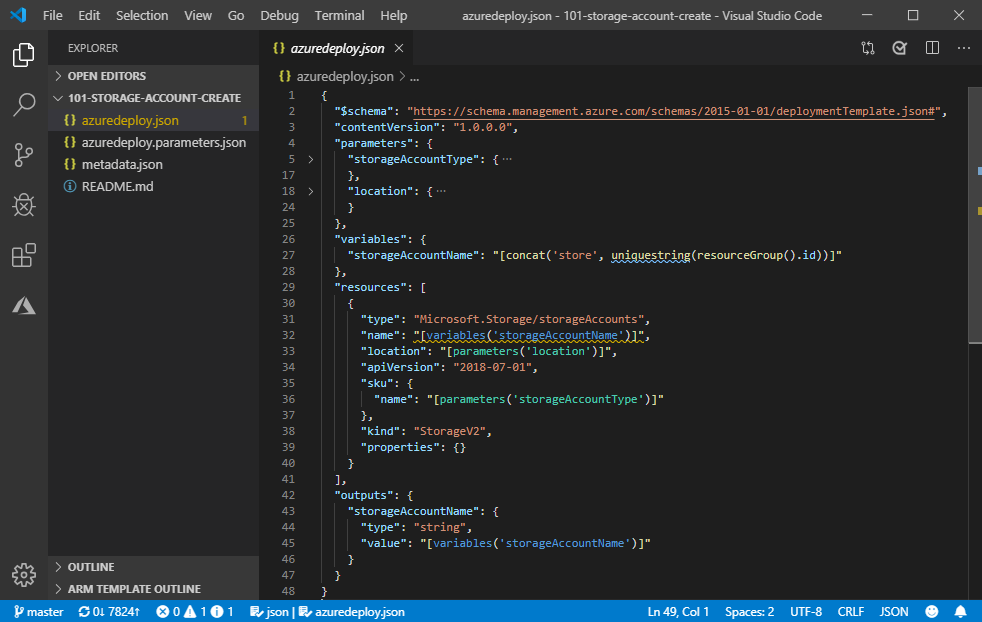 File Edit Selection View Go Debug Terminal Help azuredeploy.json - 101-storage-account-create - Visual Studio Code
EXPLORER
OPEN EDITORS
101-STORAGE-ACCOUNT-CREATE
{} azuredeploy.json 1
{} azuredeploy.parameters.json
{} metadata.json
README.md
OUTLINE
ARM TEMPLATE OUTLINE
{} azuredeploy.json
{} azuredeploy.json > ...
1 {
2 "$schema": "https://schema.management.azure.com/schemas/2015-01-01/deploymentTemplate.json#",
3 "contentVersion": "1.0.0.0",
4 "parameters": {
5 > "storageAccountType": { ...
17 },
18 > "location": { ...
24 }
25 },
26 "variables": {
27 "storageAccountName": "[concat('store', uniquestring(resourceGroup().id))]"
28 },
29 "resources": [
30 {
31 "type": "Microsoft.Storage/storageAccounts",
32 "name": "[variables('storageAccountName')]",
33 "location": "[parameters('location')]",
34 "apiVersion": "2018-07-01",
35 "sku": {
36 "name": "[parameters('storageAccountType')]"
37 },
38 "kind": "StorageV2",
39 "properties": {}
40 }
41 ],
42 "outputs": {
43 "storageAccountName": {
44 "type": "string",
45 "value": "[variables('storageAccountName')]"
46 }
47 }
48 }
master 0↓ 7824↑ 0 1 1 json | azuredeploy.json Ln 49, Col 1 Spaces: 2 UTF-8 CRLF JSON